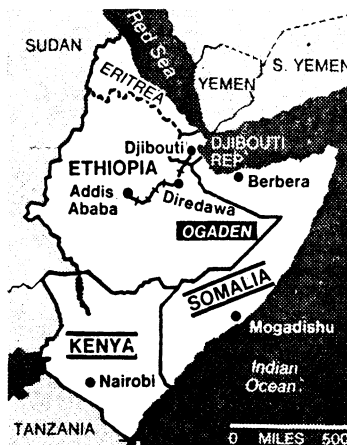 Red Sea
SUDAN
S. YEMEN
YEMEN
ERITREA
Djibouti
DJIBOUTI
REP.
ETHIOPIA
Berbera
Addis
Ababa
Diredawa
OGADEN
SOMALIA
KENYA
Mogadishu
Nairobi
Indian
Ocean
TANZANIA
0 MILES 500